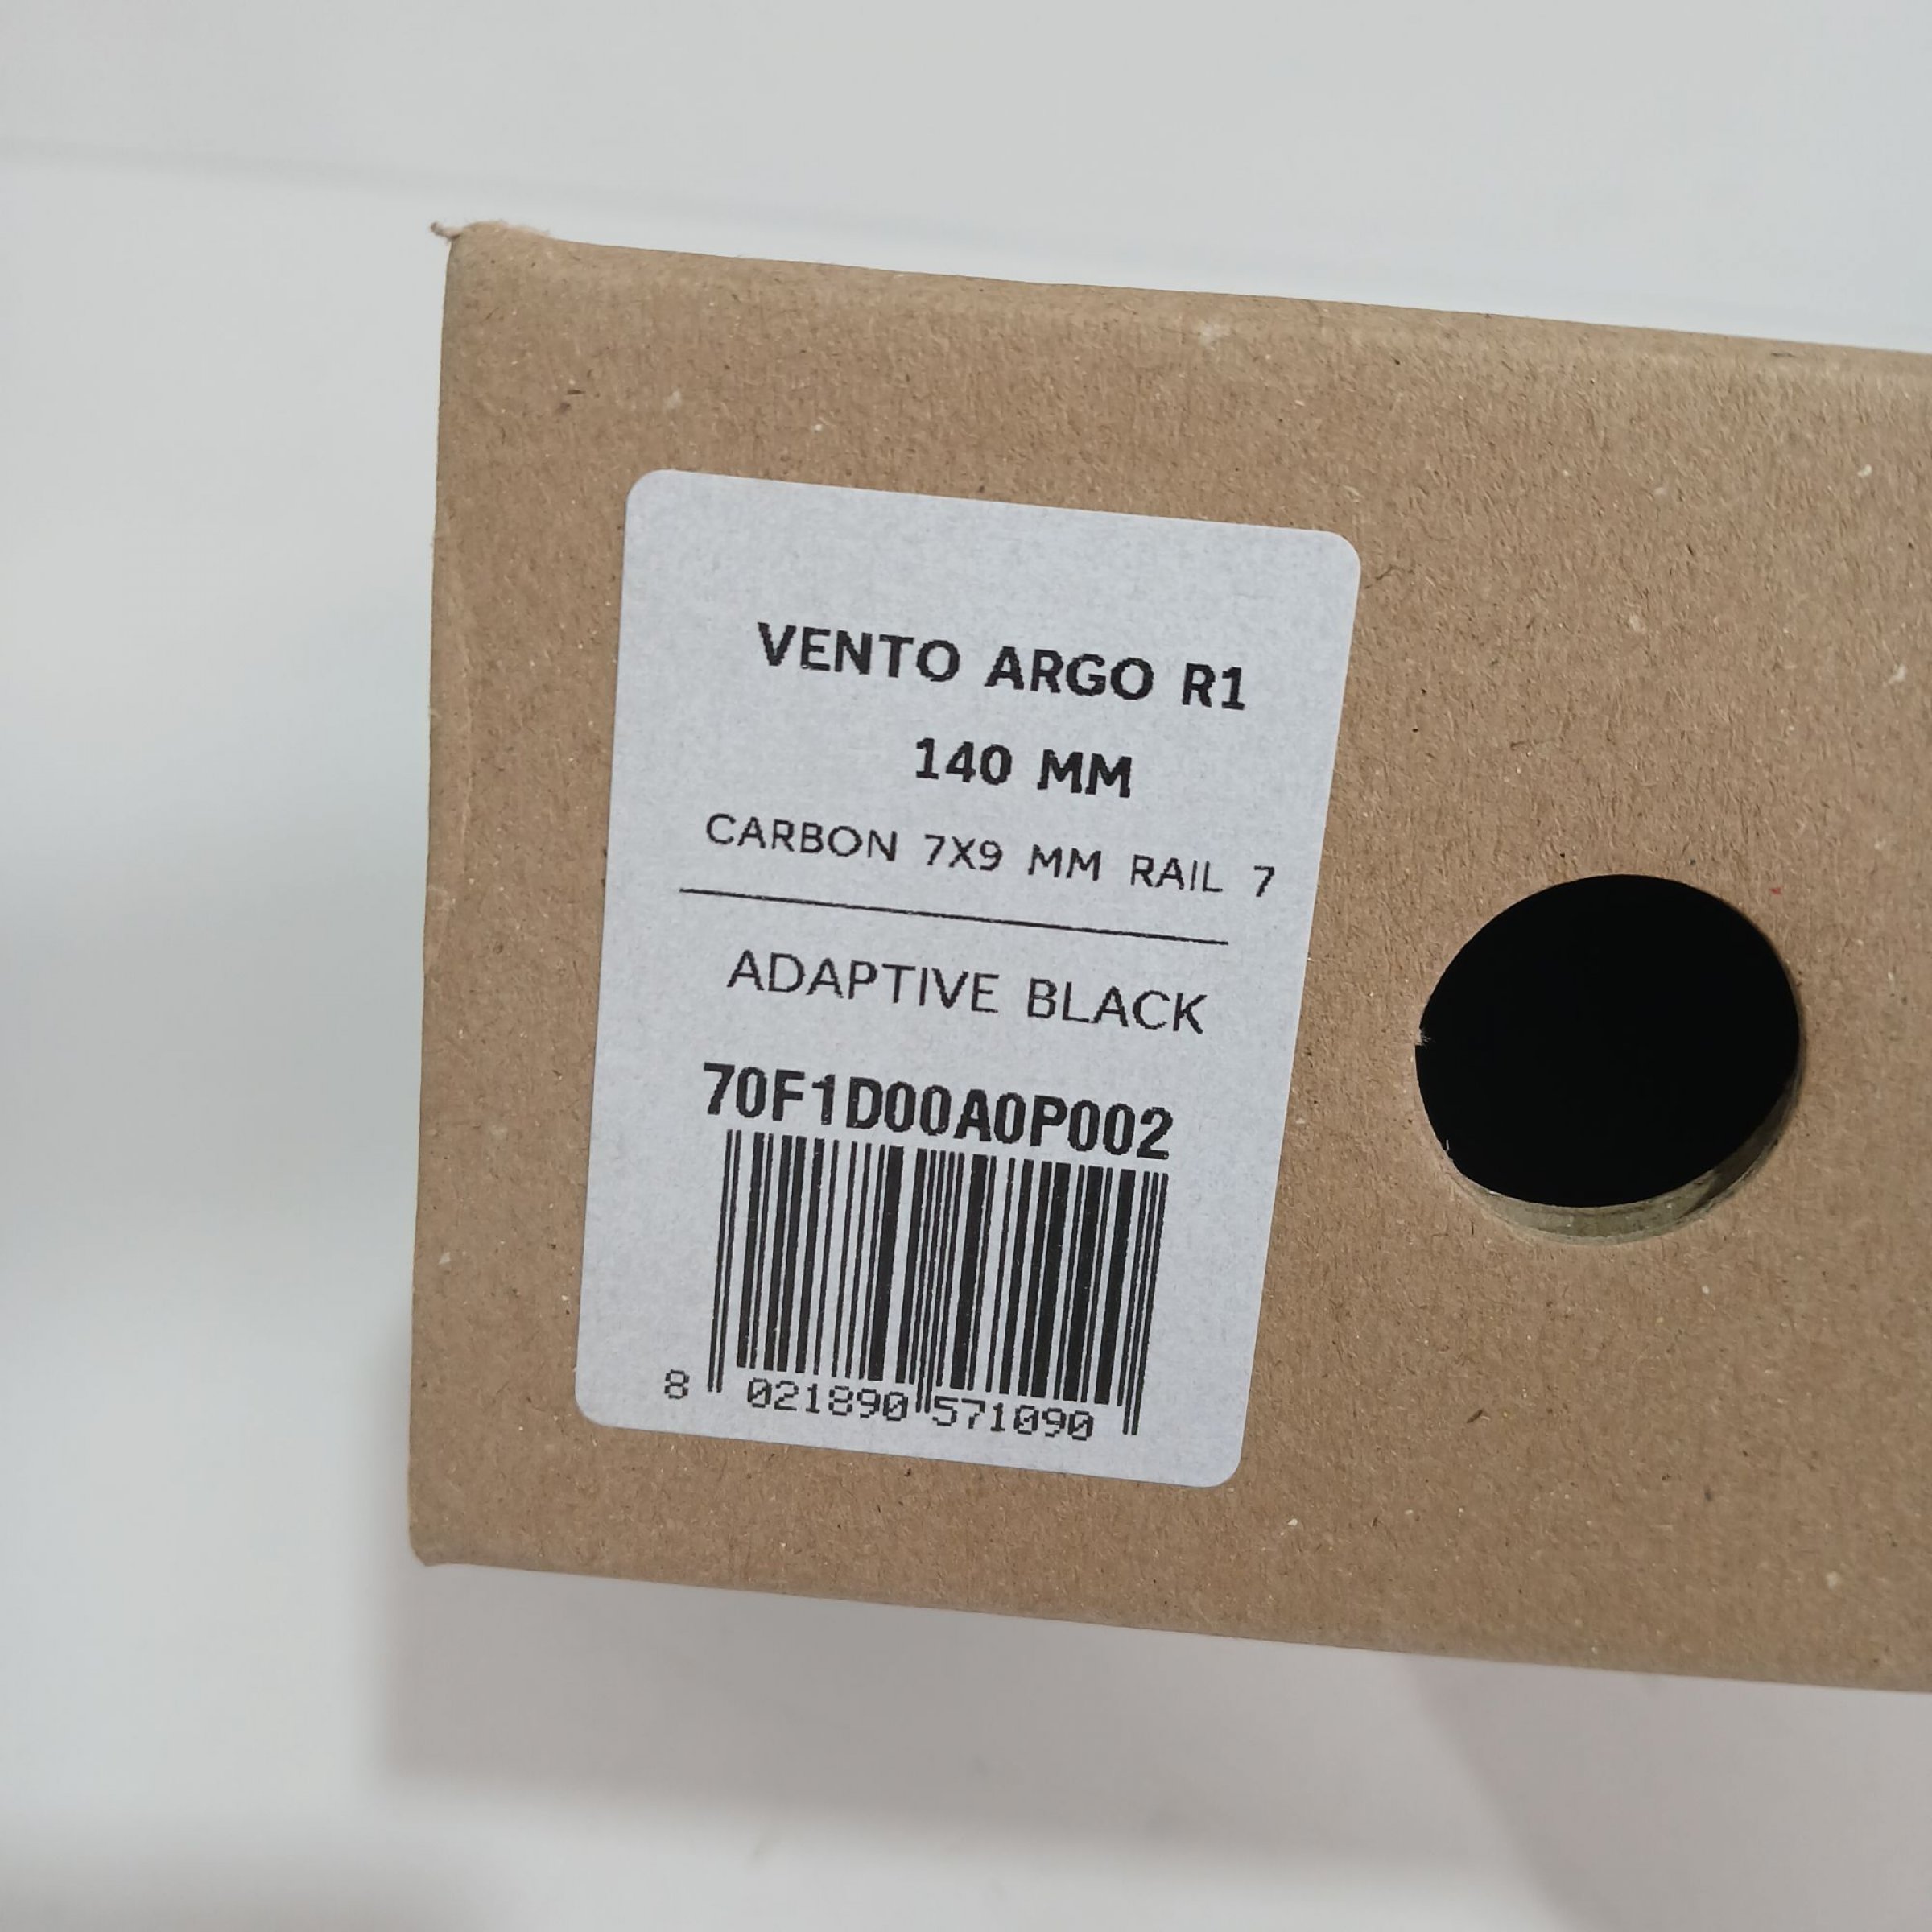 VENTO ARGO R1
140 MM
CARBON 7X9 MM RAIL 7
ADAPTIVE BLACK
70F1D00A0P002
8 021890 571090